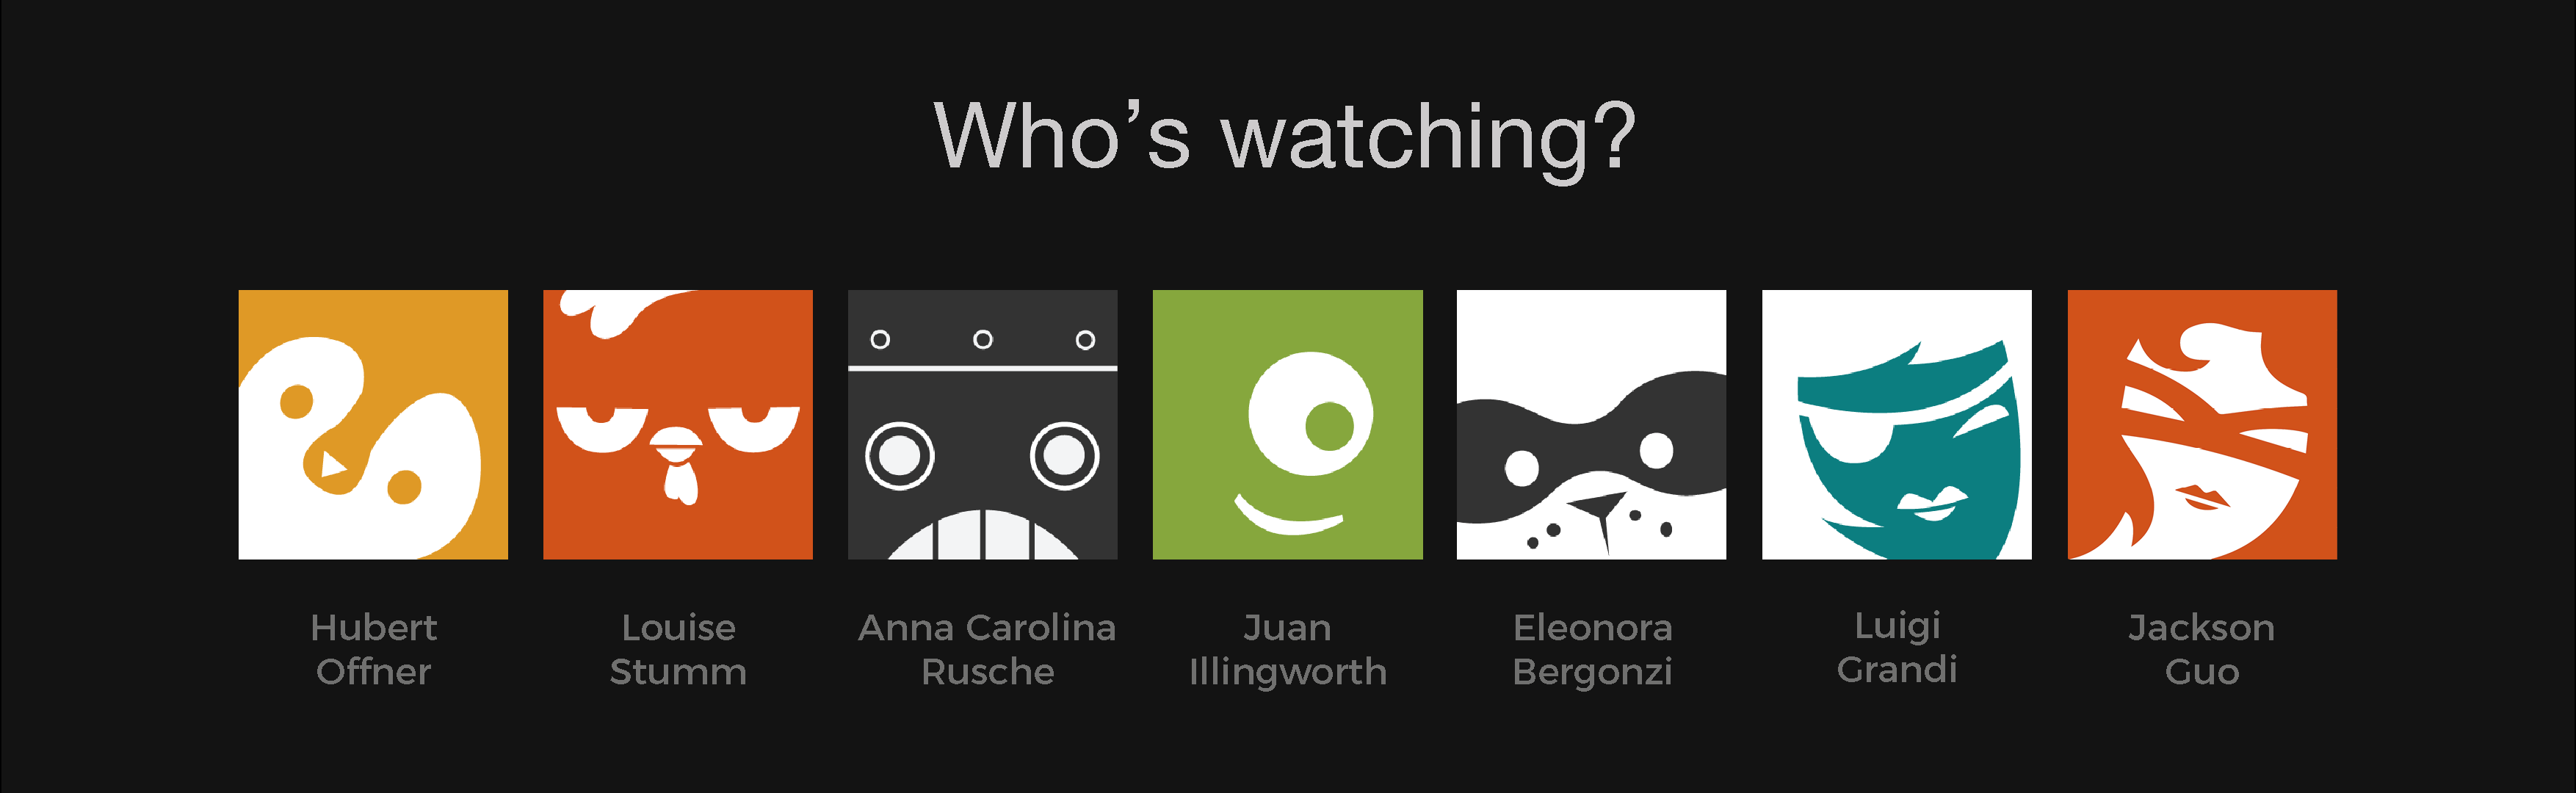 Who’s watching?
Hubert
Offner
Louise
Stumm
Anna Carolina
Rusche
Juan
Illingworth
Eleonora
Bergonzi
Luigi
Grandi
Jackson
Guo